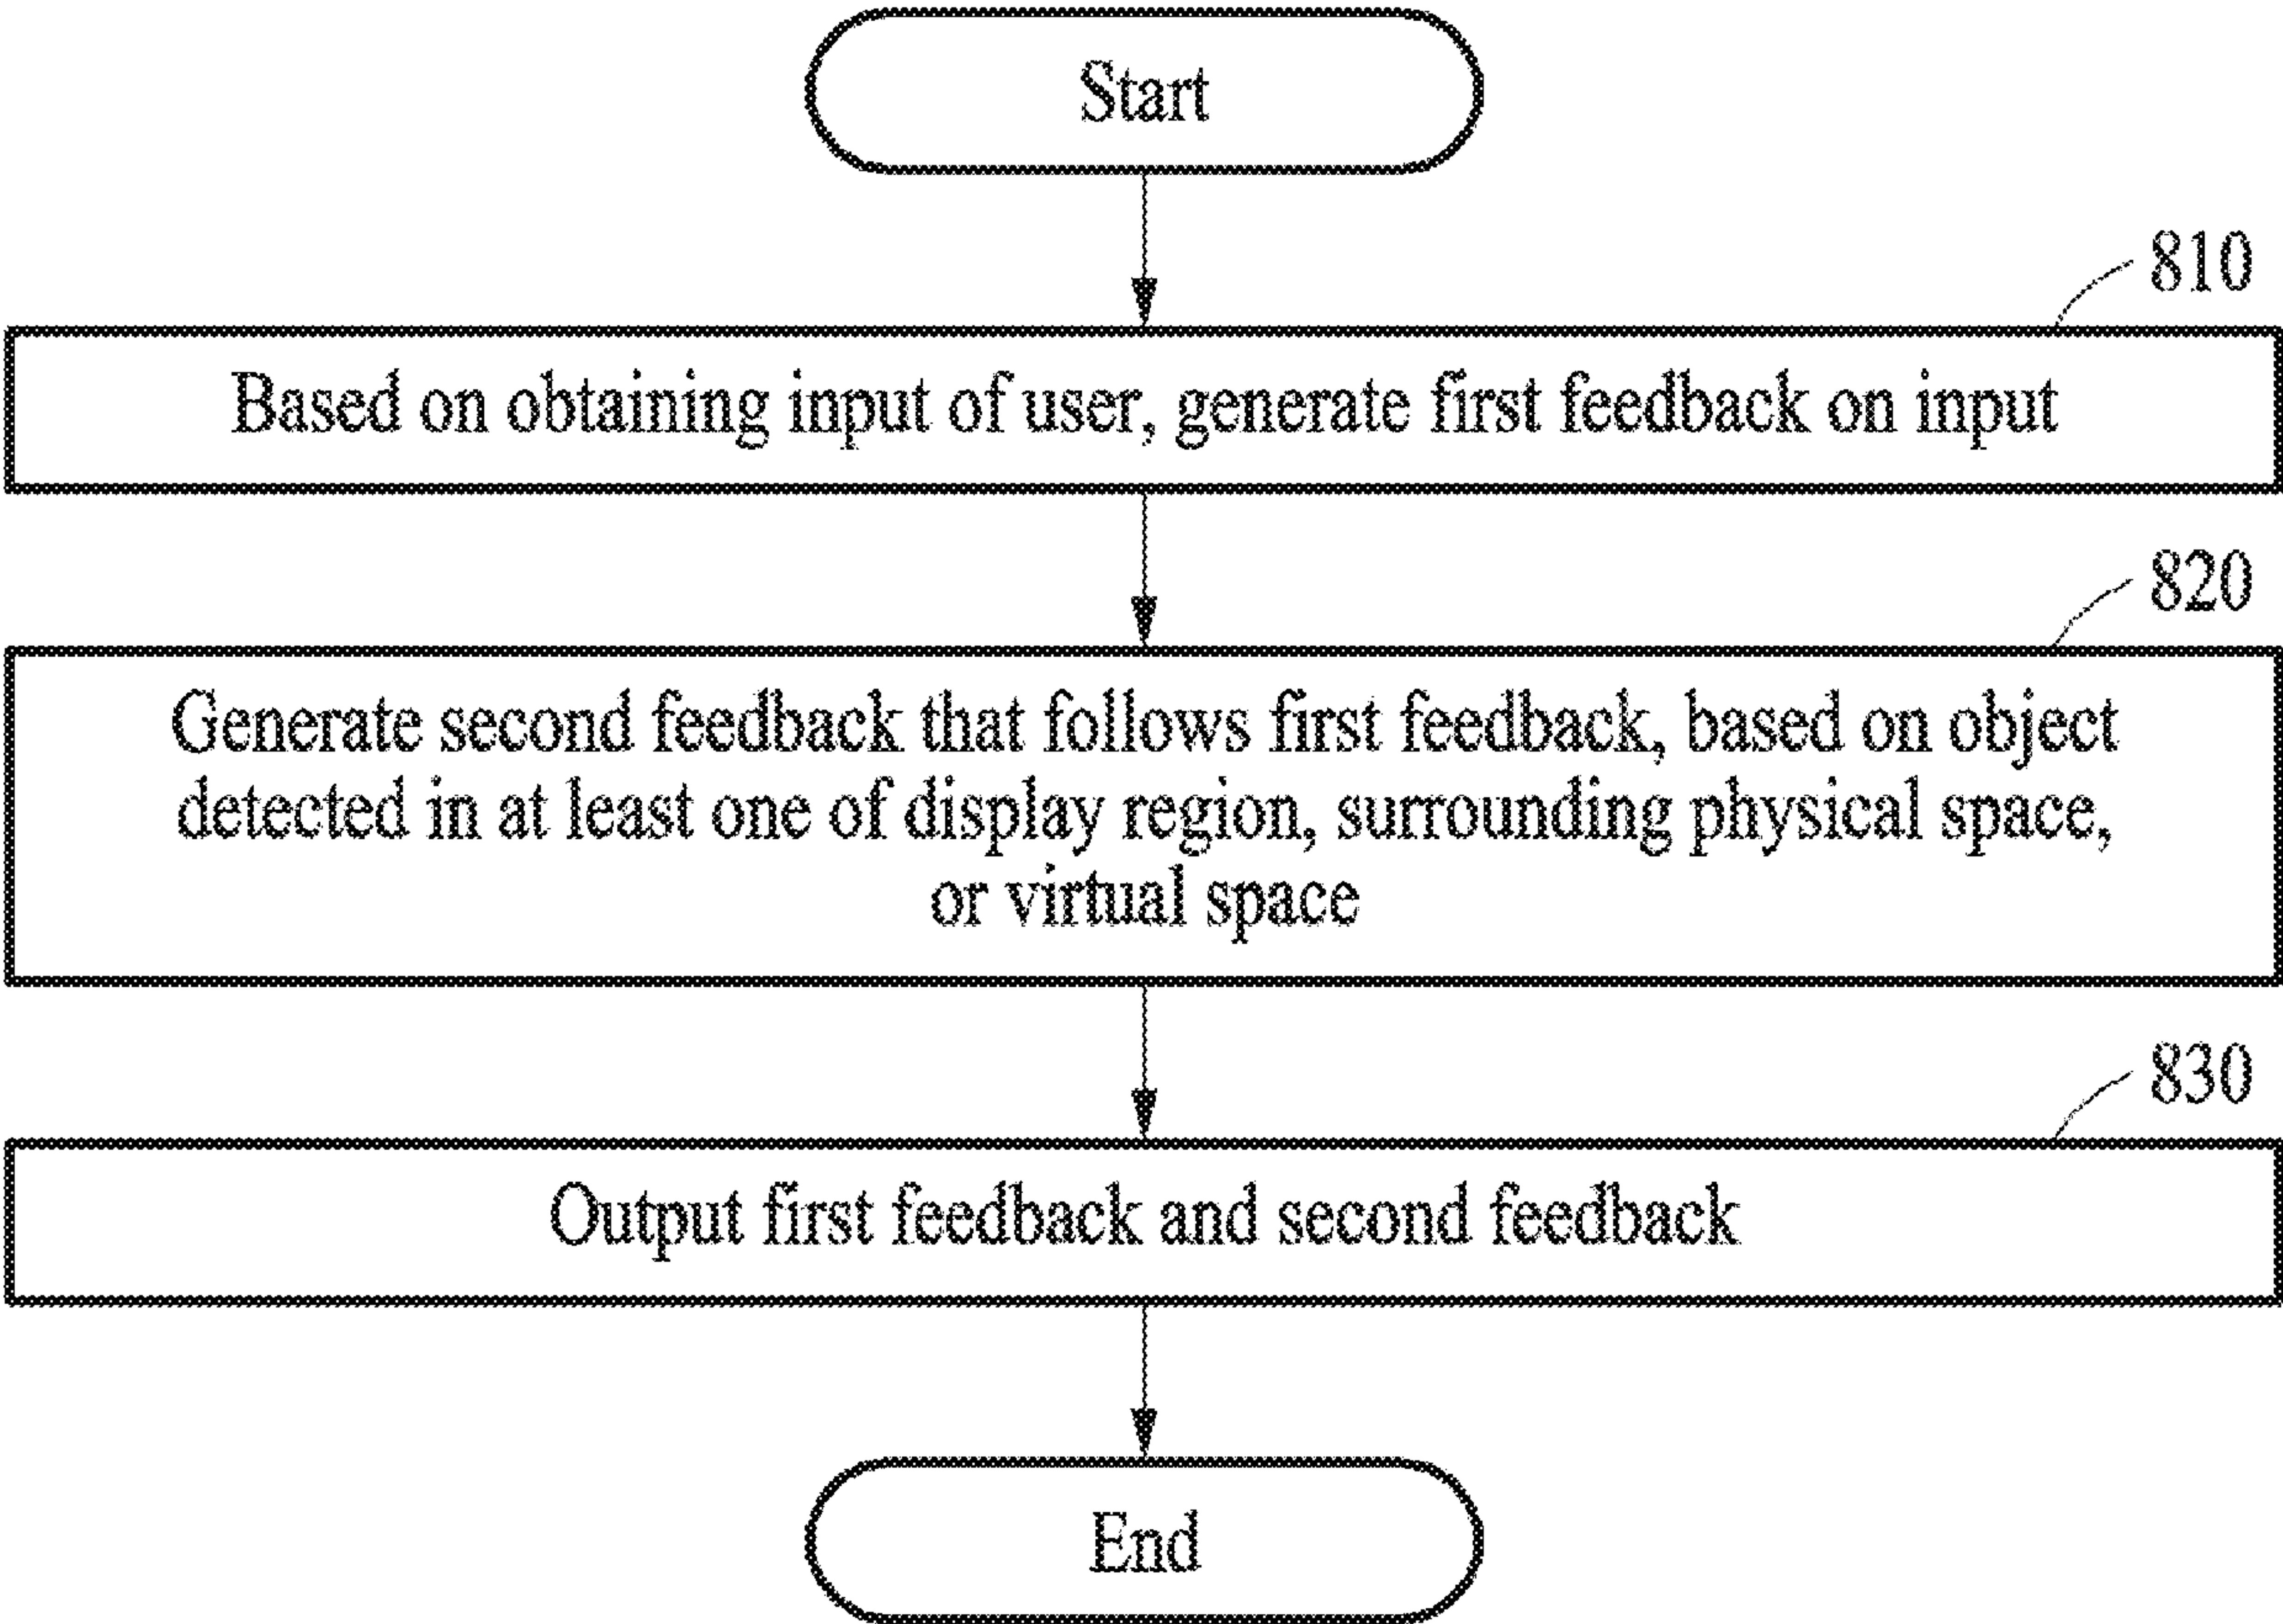 Start
810
Based on obtaining input of user, generate first feedback on input
820
Generate second feedback that follows first feedback, based on object
detected in at least one of display region, surrounding physical space,
or virtual space
830
Output first feedback and second feedback
End